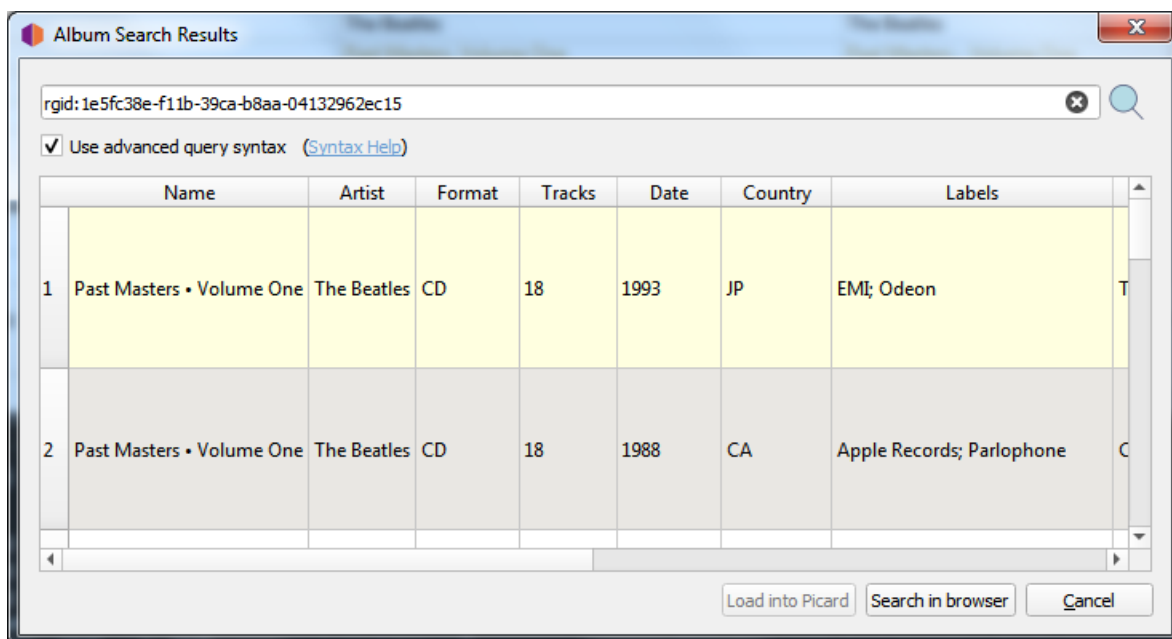 Album Search Results
rgid:1e5fc38e-f11b-39ca-b8aa-04132962ec15
✓ Use advanced query syntax (Syntax Help)
Name Artist Format Tracks Date Country Labels
1 Past Masters • Volume One The Beatles CD 18 1993 JP EMI; Odeon T
2 Past Masters • Volume One The Beatles CD 18 1988 CA Apple Records; Parlophone
Load into Picard Search in browser Cancel